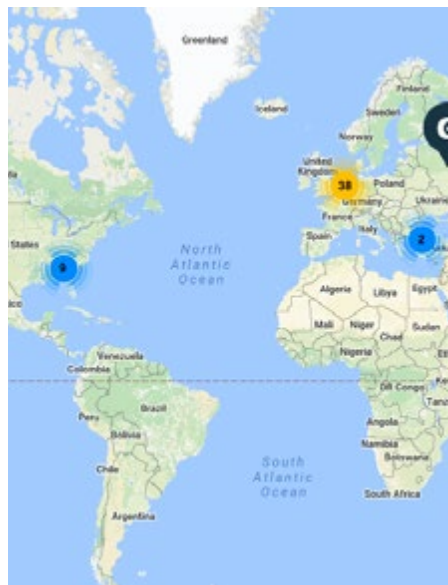 Greenland
Finland
Iceland
Sweden
Norway
United
Kingdom
38
Poland
Germany
Ukraine
France
Spain
Italy
2
States
9
North
Atlantic
Ocean
Algeria
Libya
Egypt
Mali
Niger
Chad
Sudan
Nigeria
Venezuela
Colombia
DR Congo
Peru
Brazil
Angola
Bolivia
Namibia
Botswana
Chile
South
Atlantic
Ocean
South Africa
Argentina